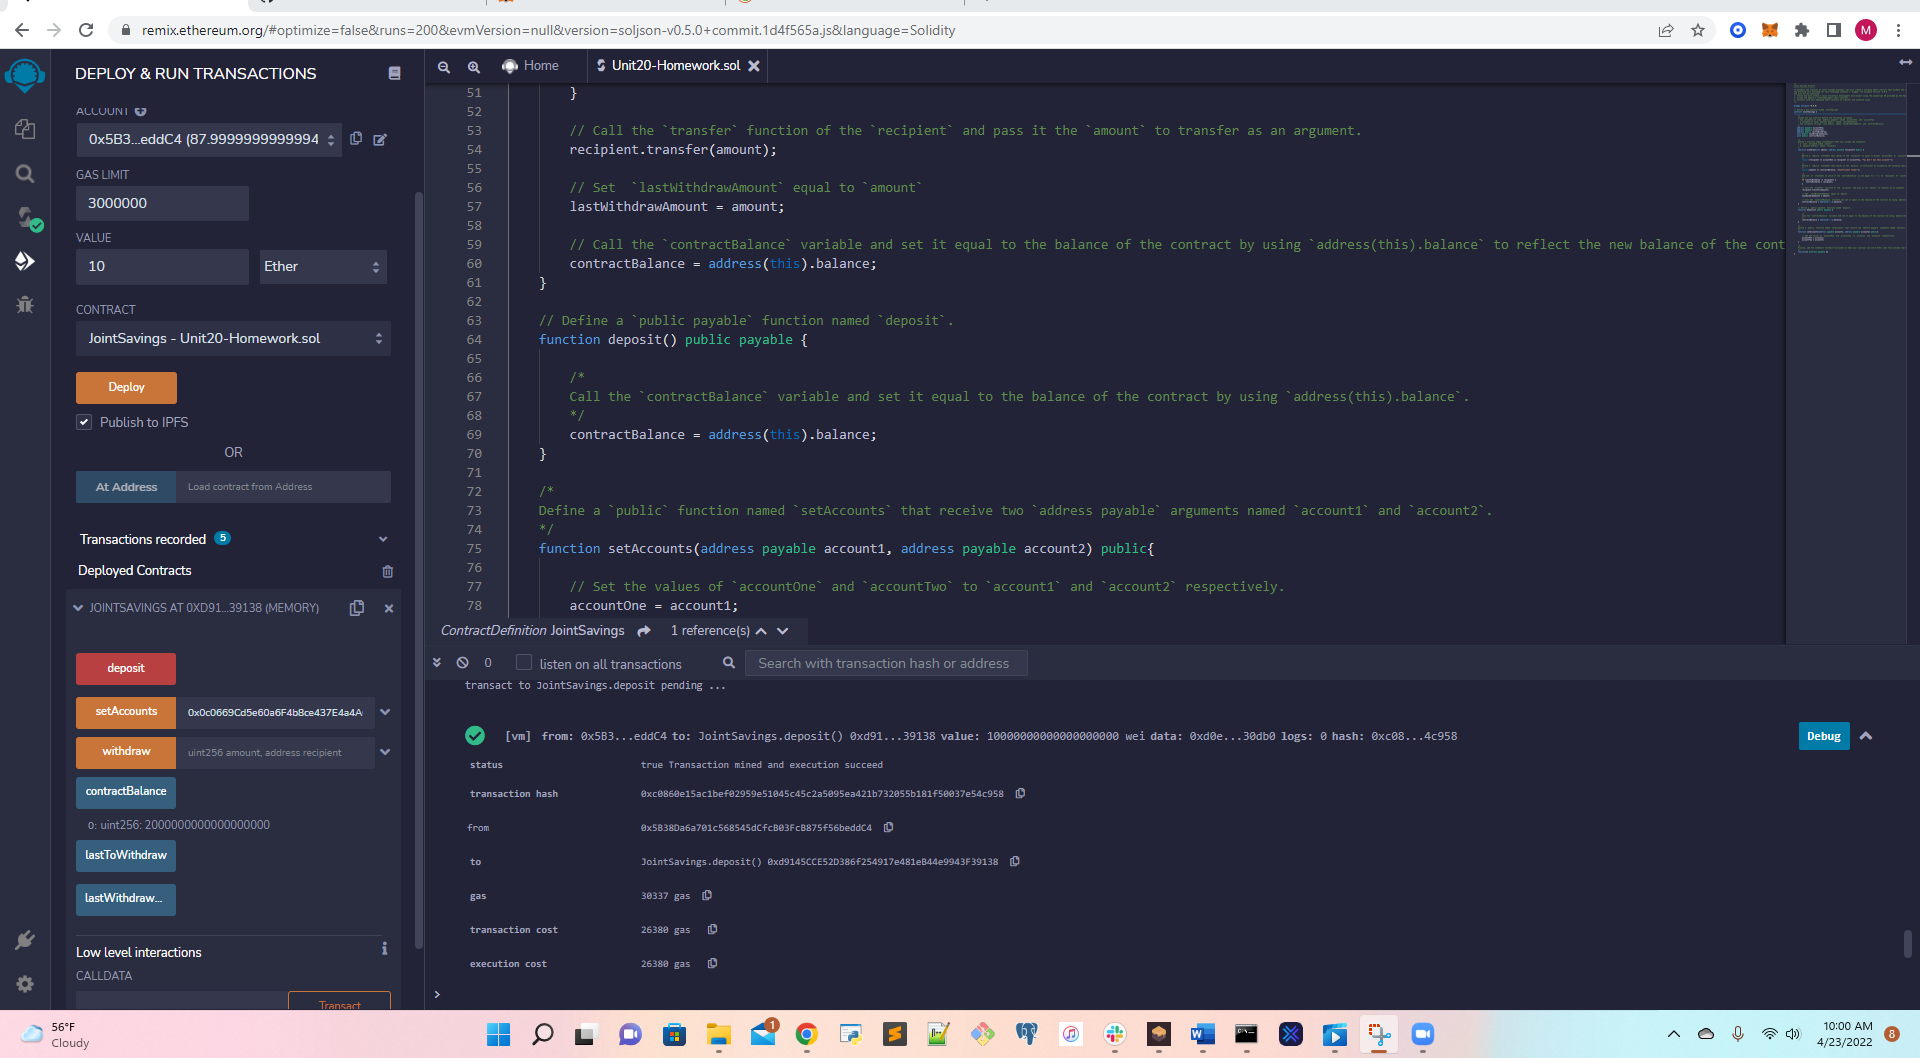 remix.ethereum.org/#optimize=false&runs=200&evmVersion=null&version=soljson-v0.5.0+commit.1d4f565a.js&language=Solidity
M
DEPLOY & RUN TRANSACTIONS
ACCOUNT
0x5B3...eddC4 (87.9999999999994
GAS LIMIT
3000000
VALUE
10
Ether
CONTRACT
JointSavings - Unit20-Homework.sol
Deploy
Publish to IPFS
OR
At Address
Load contract from Address
Transactions recorded 5
Deployed Contracts
JOINTSAVINGS AT 0XD91...39138 (MEMORY)
deposit
setAccounts
0x0c0669Cd5e60a6F4b8ce437E4a4A
withdraw
uint256 amount, address recipient
contractBalance
0: uint256: 2000000000000000000
lastToWithdraw
lastWithdraw...
Low level interactions
i
CALLDATA
Transact
Home
Unit20-Homework.sol
51 }
52
53 // Call the `transfer` function of the `recipient` and pass it the `amount` to transfer as an argument.
54 recipient.transfer(amount);
55
56 // Set  `lastWithdrawAmount` equal to `amount`
57 lastWithdrawAmount = amount;
58
59 // Call the `contractBalance` variable and set it equal to the balance of the contract by using `address(this).balance` to reflect the new balance of the cont
60 contractBalance = address(this).balance;
61 }
62
63 // Define a `public payable` function named `deposit`.
64 function deposit() public payable {
65
66 /*
67 Call the `contractBalance` variable and set it equal to the balance of the contract by using `address(this).balance`.
68 */
69 contractBalance = address(this).balance;
70 }
71
72 /*
73 Define a `public` function named `setAccounts` that receive two `address payable` arguments named `account1` and `account2`.
74 */
75 function setAccounts(address payable account1, address payable account2) public{
76
77 // Set the values of `accountOne` and `accountTwo` to `account1` and `account2` respectively.
78 accountOne = account1;
ContractDefinition JointSavings 1 reference(s)
0 listen on all transactions
Search with transaction hash or address
transact to JointSavings.deposit pending ...
[vm] from: 0x5B3...eddC4 to: JointSavings.deposit() 0xd91...39138 value: 10000000000000000000 wei data: 0xd0e...30db0 logs: 0 hash: 0xc08...4c958
Debug
status true Transaction mined and execution succeed
transaction hash 0xc0860e15ac1bef02959e51045c45c2a5095ea421b732055b181f50037e54c958
from 0x5B38Da6a701c568545dCfcB03FcB875f56beddC4
to JointSavings.deposit() 0xd9145CCE52D386f254917e481eB44e9943F39138
gas 30337 gas
transaction cost 26380 gas
execution cost 26380 gas
>
56°F
Cloudy
1
10:00 AM
4/23/2022
8